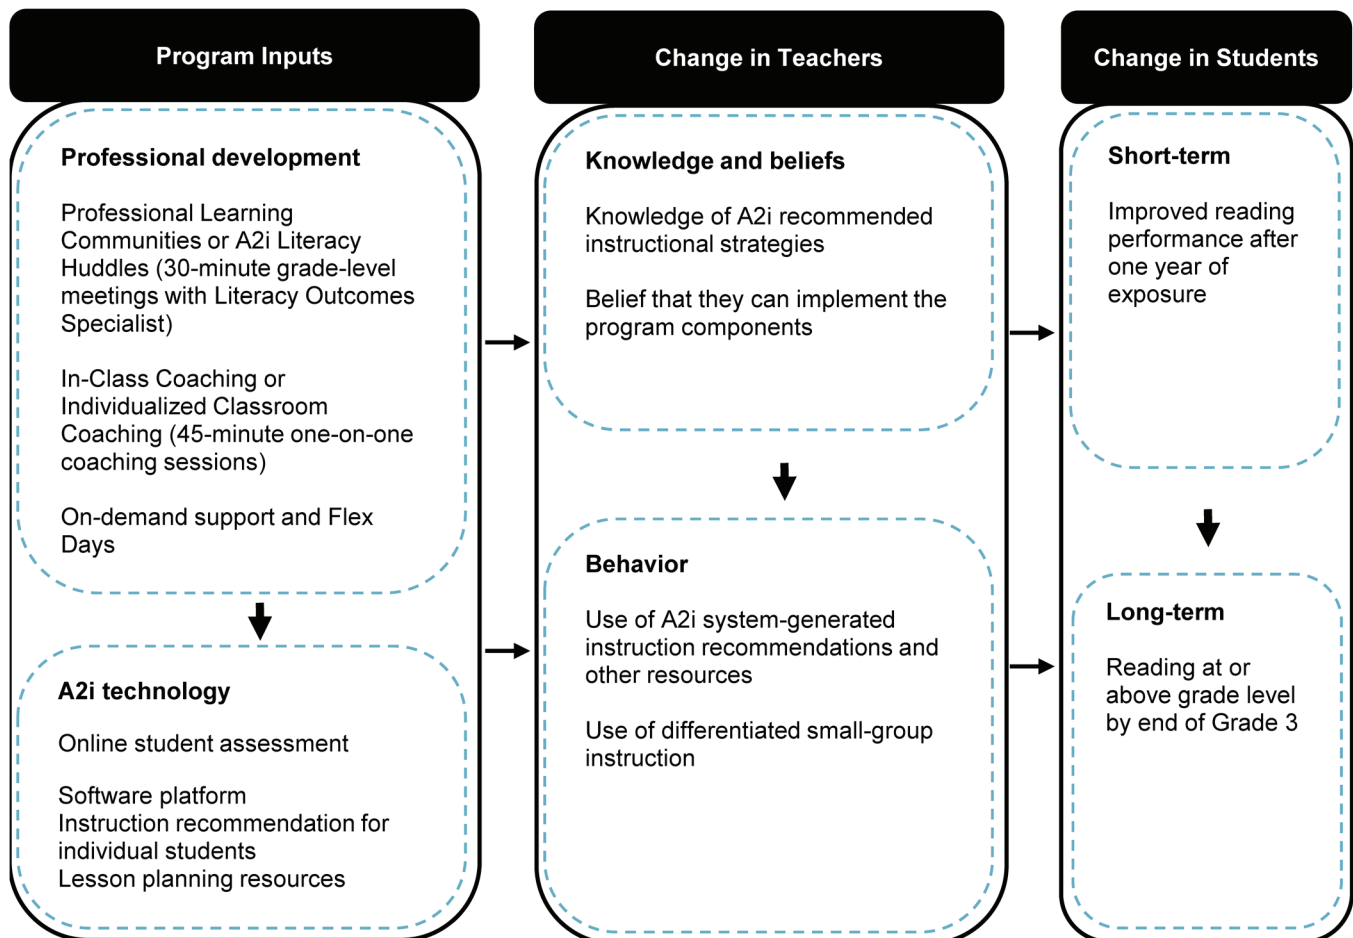 Program Inputs
Professional development
Professional Learning
Communities or A2i Literacy
Huddles (30-minute grade-level
meetings with Literacy Outcomes
Specialist)
In-Class Coaching or
Individualized Classroom
Coaching (45-minute one-on-one
coaching sessions)
On-demand support and Flex
Days
A2i technology
Online student assessment
Software platform
Instruction recommendation for
individual students
Lesson planning resources
Change in Teachers
Knowledge and beliefs
Knowledge of A2i recommended
instructional strategies
Belief that they can implement the
program components
Behavior
Use of A2i system-generated
instruction recommendations and
other resources
Use of differentiated small-group
instruction
Change in Students
Short-term
Improved reading
performance after
one year of
exposure
Long-term
Reading at or
above grade level
by end of Grade 3